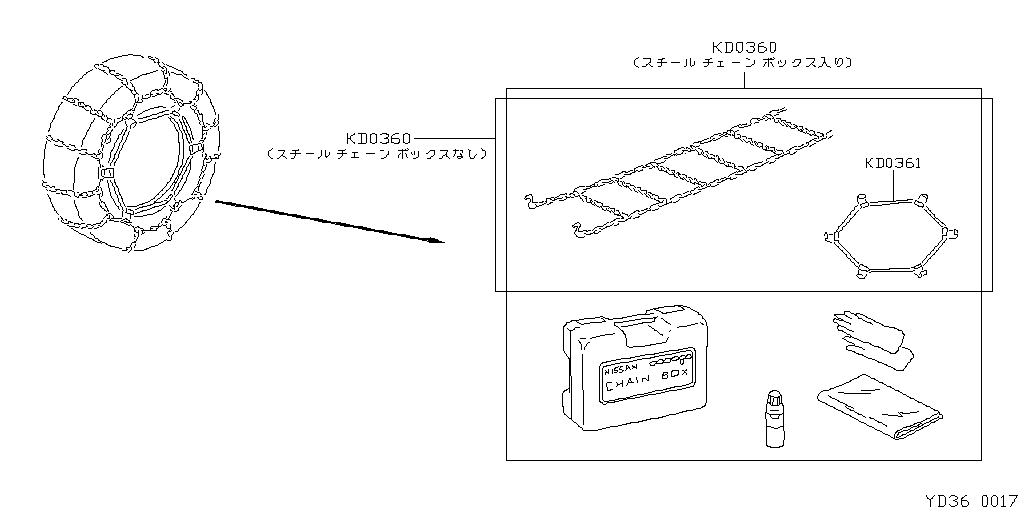 KD0360
(スチール チェーン ボックス入り)
KD0360
(スチール チェーン ボックスなし)
KD0361
NISSAN
CHAIN BOX
YD36 0017